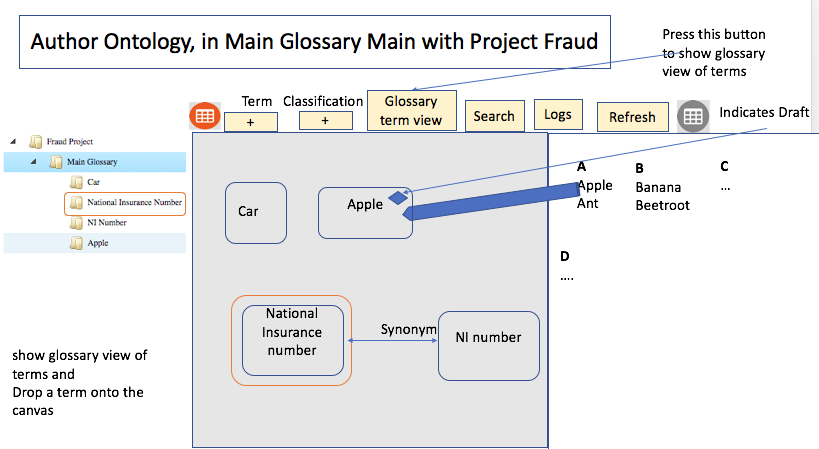 Author Ontology, in Main Glossary Main with Project Fraud
Press this button
to show glossary
view of terms
Term
+
Classification
+
Glossary
term view
Search
Logs
Refresh
Indicates Draft
Fraud Project
Main Glossary
Car
National Insurance Number
NI Number
Apple
Car
Apple
National
Insurance
number
Synonym
NI number
A
Apple
Ant
B
Banana
Beetroot
C
...
D
....
show glossary view of
terms and
Drop a term onto the
canvas